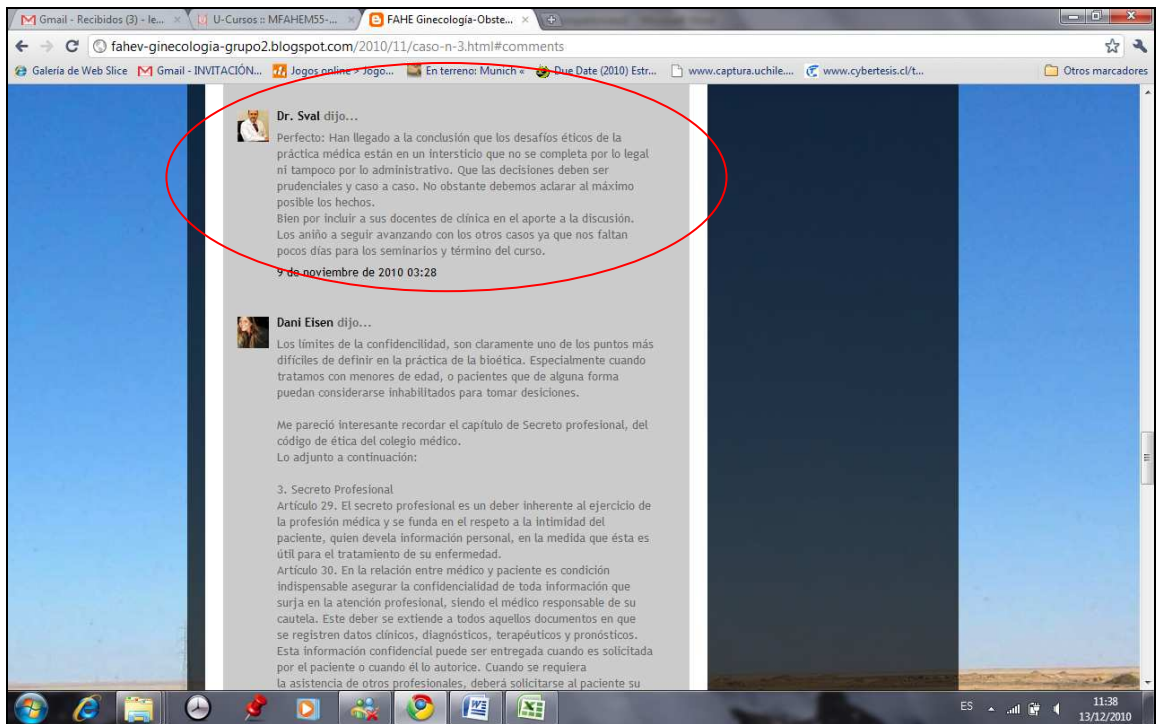 Gmail - Recibidos (3) - le...
U-Cursos :: MFAHEM55-...
FAHE Ginecología-Obste...
fahev-ginecologia-grupo2.blogspot.com/2010/11/caso-n-3.html#comments
Galería de Web Slice
Gmail - INVITACIÓN...
Jogos online > Jogo...
En terreno: Munich «
Due Date (2010) Estr...
www.captura.uchile....
www.cybertesis.cl/t...
Otros marcadores
Dr. Sval dijo...
Perfecto: Han llegado a la conclusión que los desafíos éticos de la
práctica médica están en un intersticio que no se completa por lo legal
ni tampoco por lo administrativo. Que las decisiones deben ser
prudenciales y caso a caso. No obstante debemos aclarar al máximo
posible los hechos.
Bien por incluir a sus docentes de clínica en el aporte a la discusión.
Los aniño a seguir avanzando con los otros casos ya que nos faltan
pocos días para los seminarios y término del curso.
9 de noviembre de 2010 03:28
Dani Eisen dijo...
Los límites de la confidencilidad, son claramente uno de los puntos más
difíciles de definir en la práctica de la bioética. Especialmente cuando
tratamos con menores de edad, o pacientes que de alguna forma
puedan considerarse inhabilitados para tomar desiciones.
Me pareció interesante recordar el capítulo de Secreto profesional, del
código de ética del colegio médico.
Lo adjunto a continuación:
3. Secreto Profesional
Artículo 29. El secreto profesional es un deber inherente al ejercicio de
la profesión médica y se funda en el respeto a la intimidad del
paciente, quien devela información personal, en la medida que ésta es
útil para el tratamiento de su enfermedad.
Artículo 30. En la relación entre médico y paciente es condición
indispensable asegurar la confidencialidad de toda información que
surja en la atención profesional, siendo el médico responsable de su
cautela. Este deber se extiende a todos aquellos documentos en que
se registren datos clínicos, diagnósticos, terapéuticos y pronósticos.
Esta información confidencial puede ser entregada cuando es solicitada
por el paciente o cuando él lo autorice. Cuando se requiera
la asistencia de otros profesionales, deberá solicitarse al paciente su
ES
11:38
13/12/2010